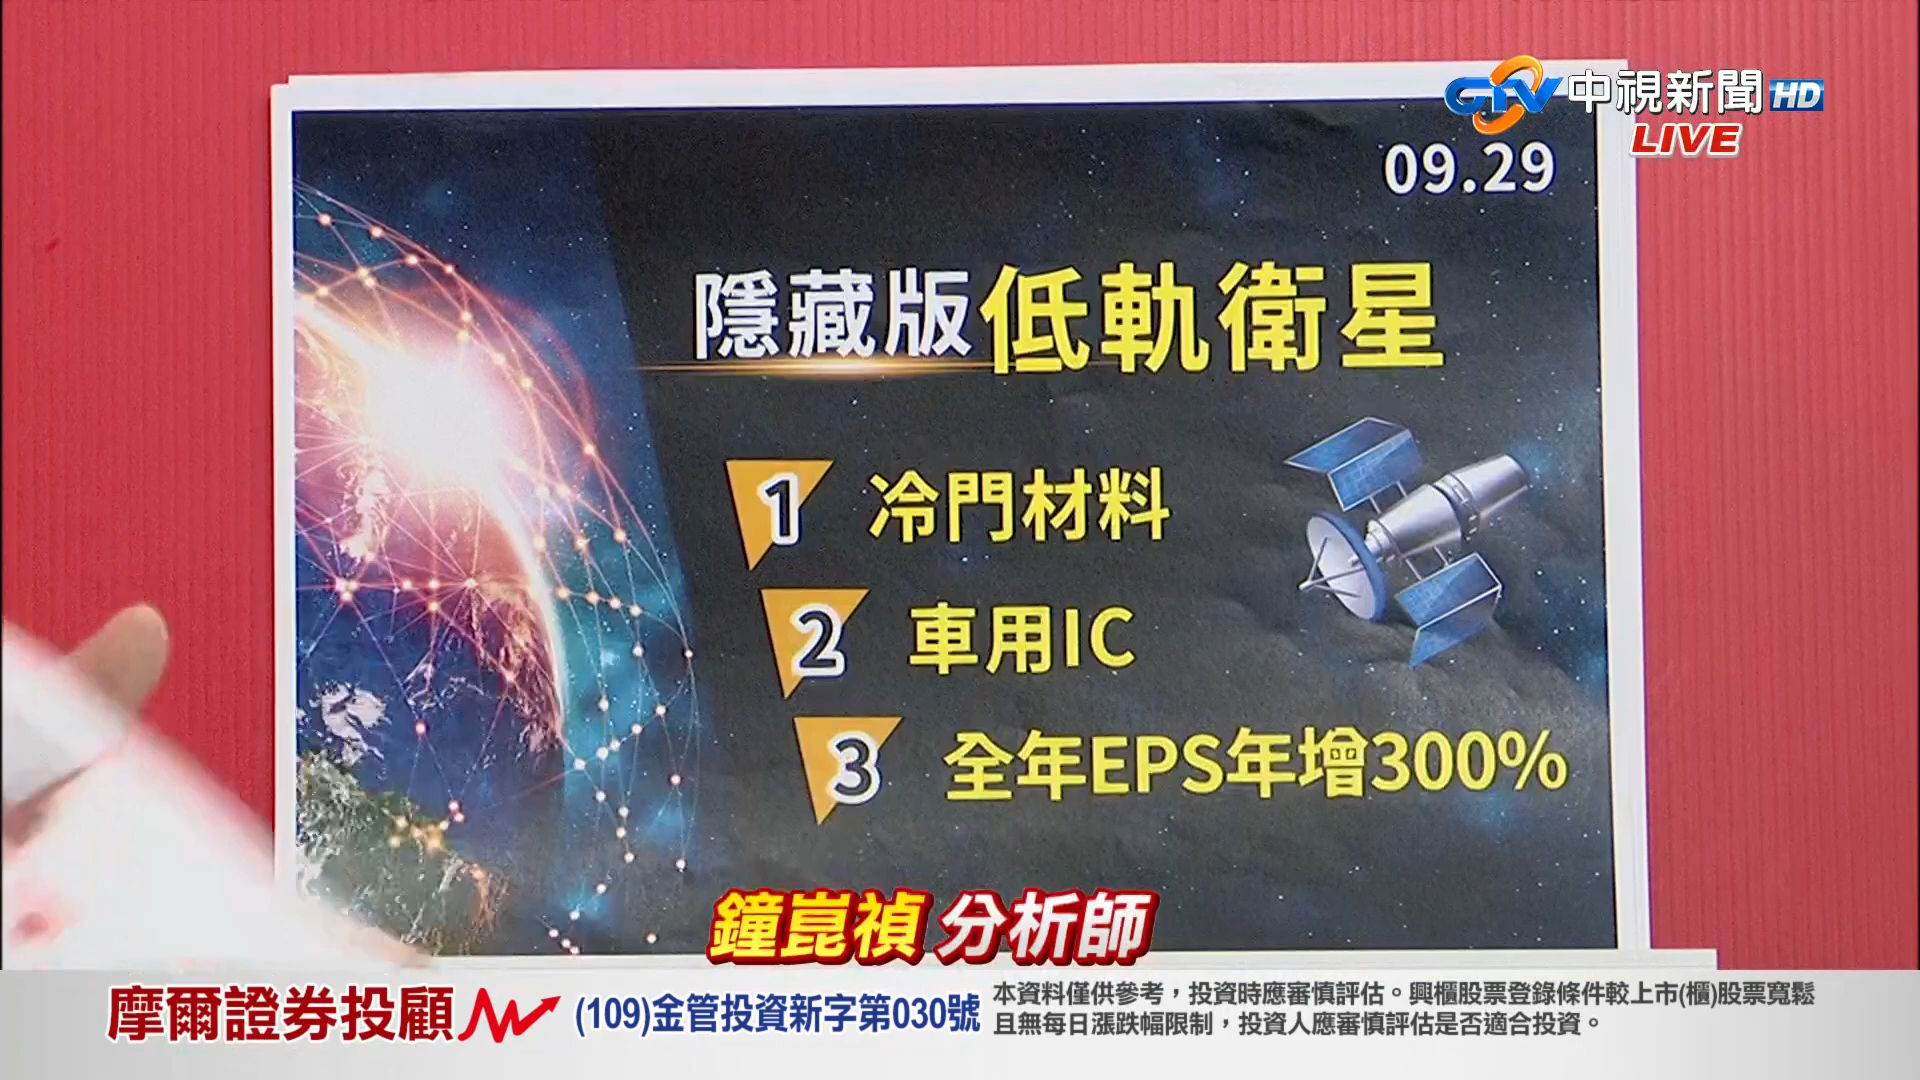 CTV中視新聞HD
LIVE
09.29
隱藏版低軌衛星
1 冷門材料
2 車用IC
3 全年EPS年增300%
鐘崑禎 分析師
摩爾證券投顧
(109)金管投資新字第030號
本資料僅供參考，投資時應審慎評估。興櫃股票登錄條件較上市(櫃)股票寬鬆
且無每日漲跌幅限制，投資人應審慎評估是否適合投資。